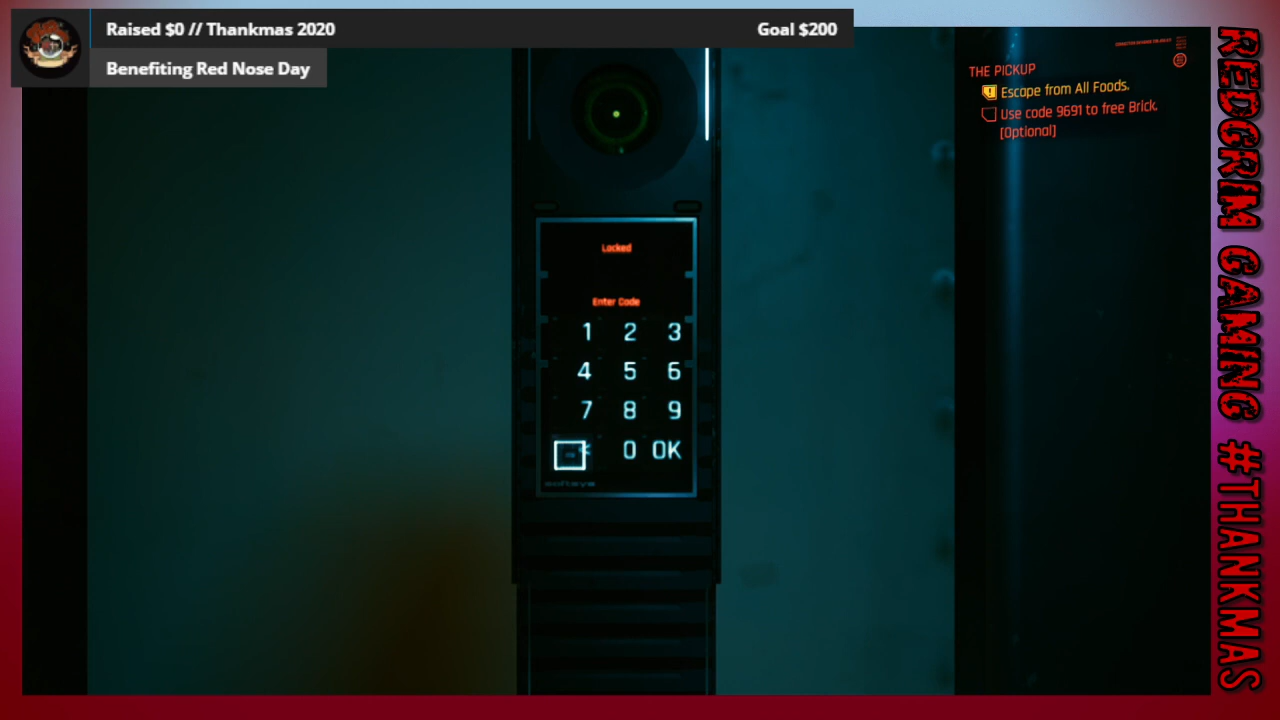 Raised $0 // Thankmas 2020
Goal $200
Benefiting Red Nose Day
THE PICKUP
Escape from All Foods.
Use code 9691 to free Brick.
[Optional]
Locked
Enter Code
1 2 3
4 5 6
7 8 9
< 0 OK
REDGRIM GAMING #THANKMAS